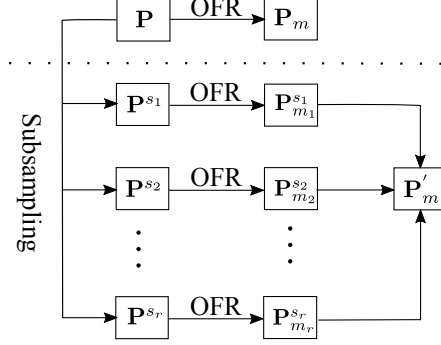 P OFR P_m
P^{s_1} OFR P^{s_1}_{m_1}
Subsampling
P^{s_2} OFR P^{s_2}_{m_2} P^{'}_m
P^{s_r} OFR P^{s_r}_{m_r}